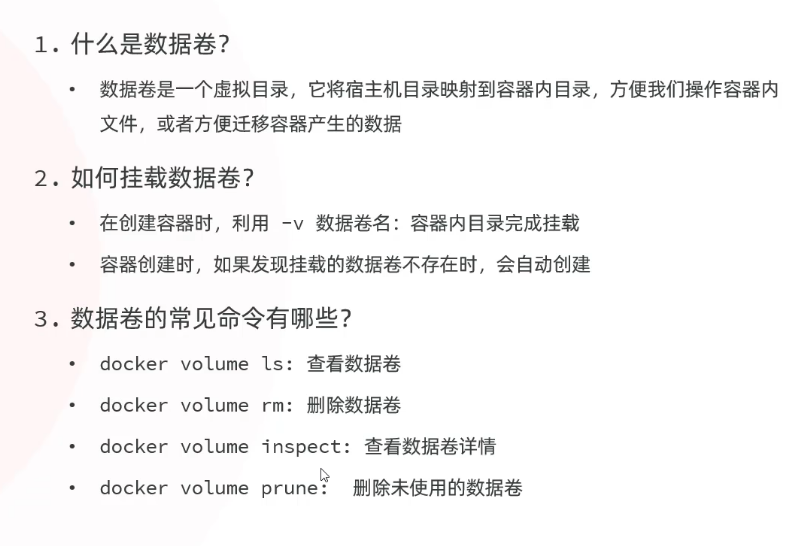 1. 什么是数据卷？
• 数据卷是一个虚拟目录，它将宿主机目录映射到容器内目录，方便我们操作容器内
文件，或者方便迁移容器产生的数据
2. 如何挂载数据卷？
• 在创建容器时，利用 -v 数据卷名：容器内目录完成挂载
• 容器创建时，如果发现挂载的数据卷不存在时，会自动创建
3. 数据卷的常见命令有哪些？
• docker volume ls: 查看数据卷
• docker volume rm: 删除数据卷
• docker volume inspect: 查看数据卷详情
• docker volume prune: 删除未使用的数据卷